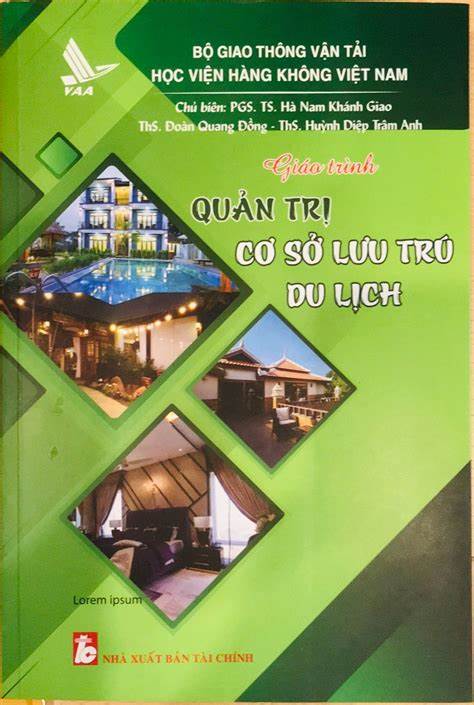 VAA
BỘ GIAO THÔNG VẬN TẢI
HỌC VIỆN HÀNG KHÔNG VIỆT NAM
Chủ biên: PGS. TS. Hà Nam Khánh Giao
ThS. Đoàn Quang Đồng - ThS. Huỳnh Diệp Trâm Anh
Giáo trình
QUẢN TRỊ
CƠ SỞ LƯU TRÚ
DU LỊCH
Lorem ipsum
tc
NHÀ XUẤT BẢN TÀI CHÍNH